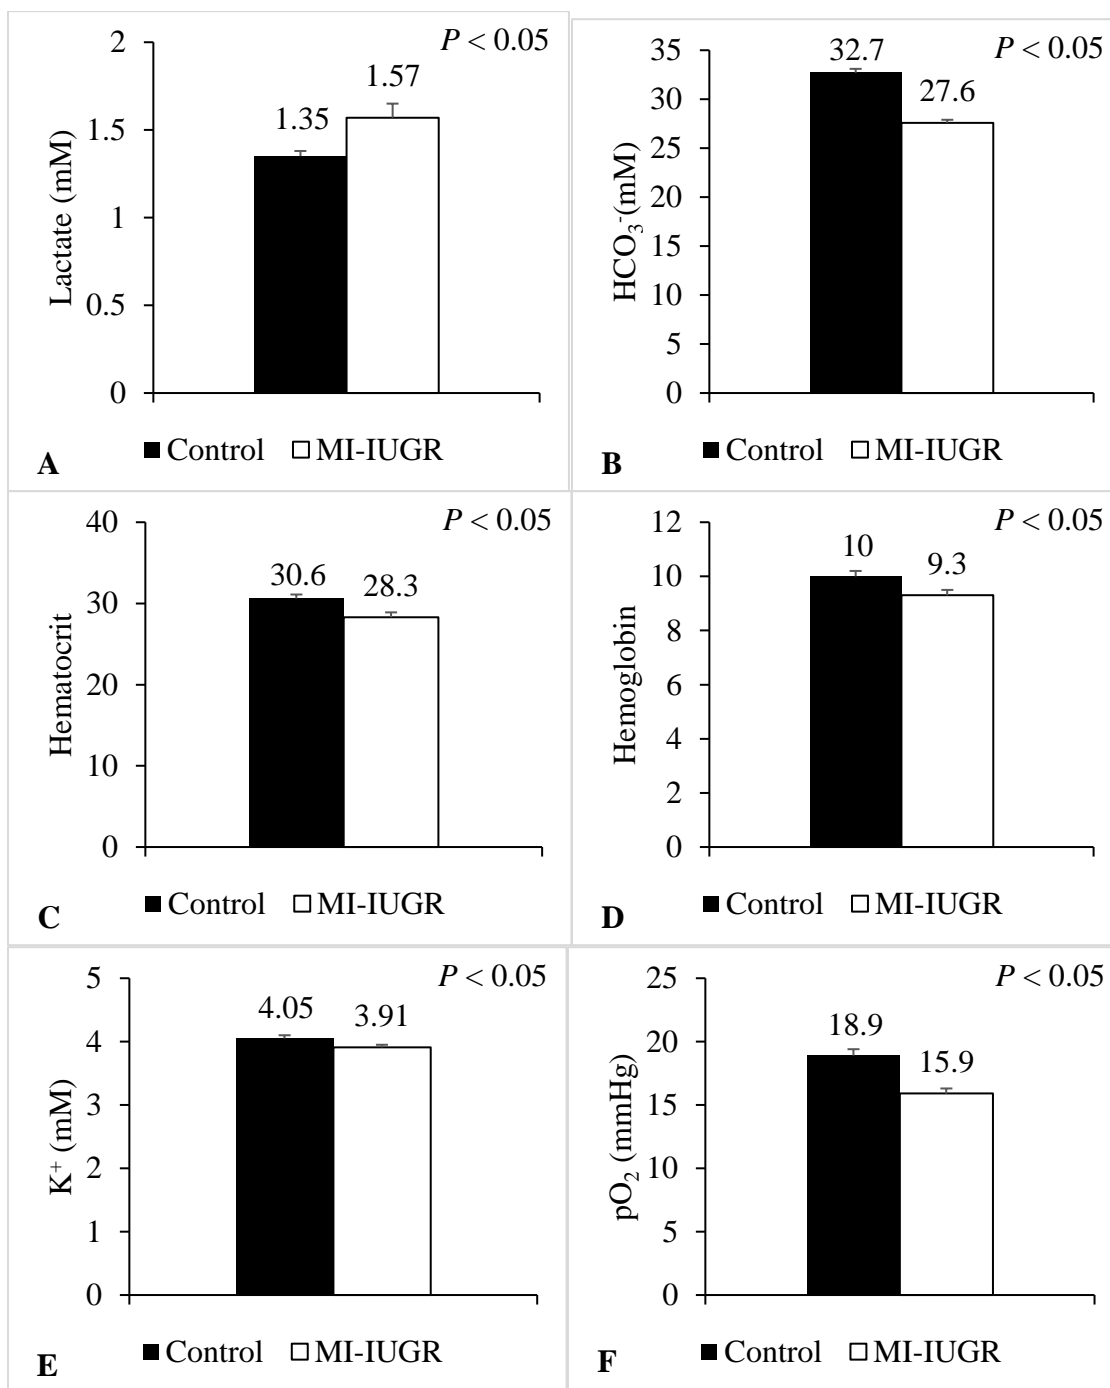 P < 0.05
2
1.5
1
0.5
0
Lactate (mM)
1.35
1.57
Control MI-IUGR
A
P < 0.05
35
30
25
20
15
10
5
0
HCO₃⁻(mM)
32.7
27.6
Control MI-IUGR
B
P < 0.05
40
30
20
10
0
Hematocrit
30.6
28.3
Control MI-IUGR
C
P < 0.05
12
10
8
6
4
2
0
Hemoglobin
10
9.3
Control MI-IUGR
D
P < 0.05
5
4
3
2
1
0
K⁺ (mM)
4.05
3.91
Control MI-IUGR
E
P < 0.05
25
20
15
10
5
0
pO₂ (mmHg)
18.9
15.9
Control MI-IUGR
F